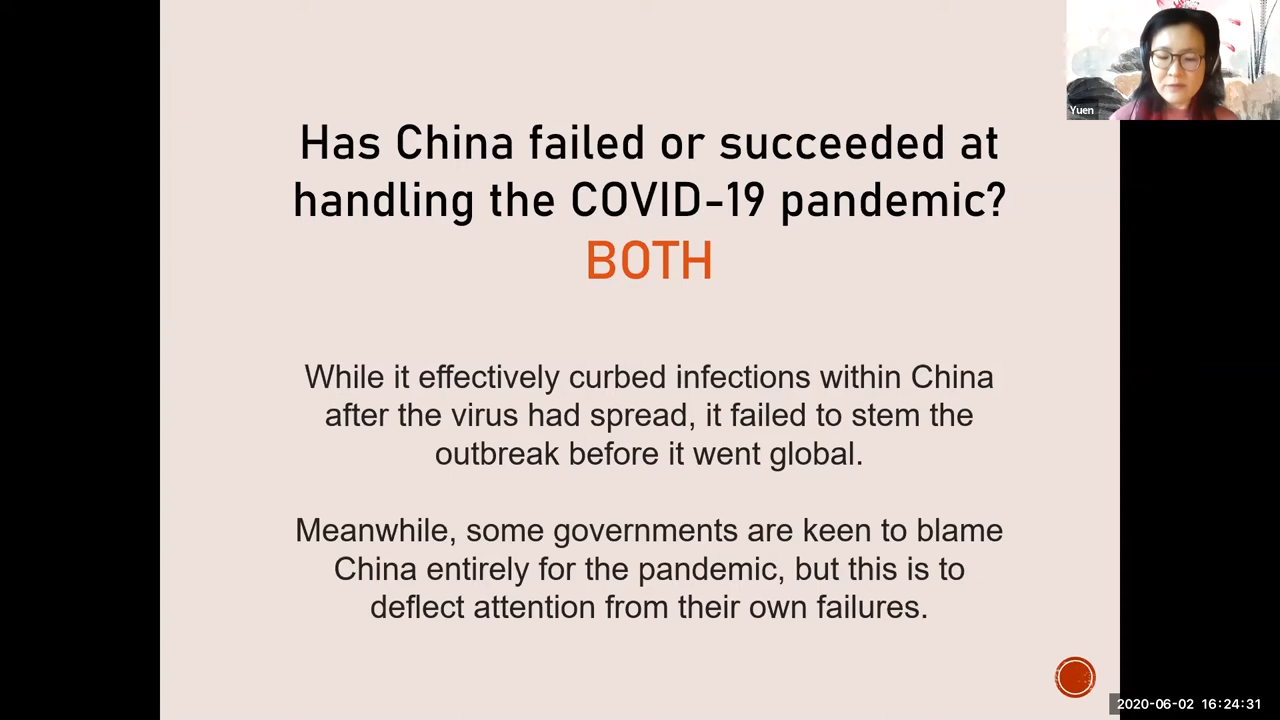 Has China failed or succeeded at
handling the COVID-19 pandemic?
BOTH
While it effectively curbed infections within China
after the virus had spread, it failed to stem the
outbreak before it went global.
Meanwhile, some governments are keen to blame
China entirely for the pandemic, but this is to
deflect attention from their own failures.
Yuen
2020-06-02 16:24:31